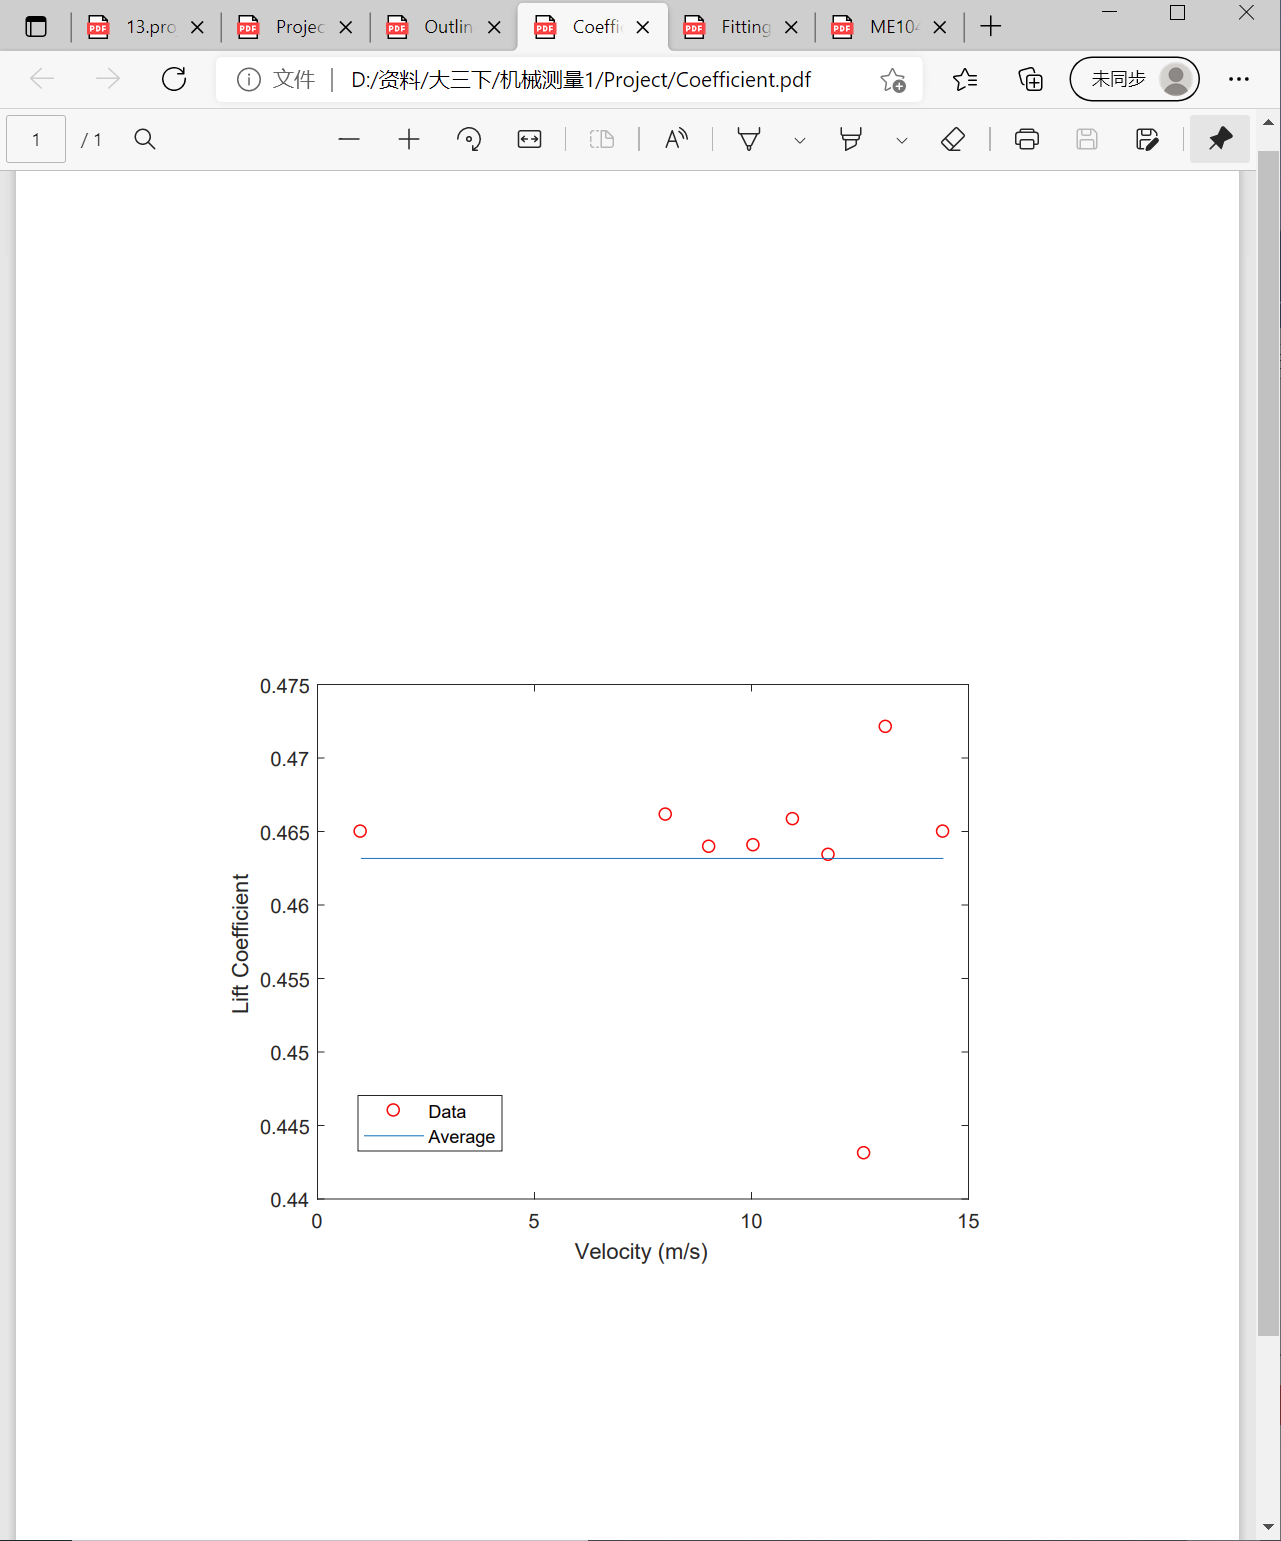 13.pro
Projec
Outlin
Coeffi
Fitting
ME104
文件 D:/资料/大三下/机械测量1/Project/Coefficient.pdf
未同步
1 / 1
0.475
0.47
0.465
0.46
0.455
0.45
0.445
0.44
Lift Coefficient
Data
Average
0 5 10 15
Velocity (m/s)